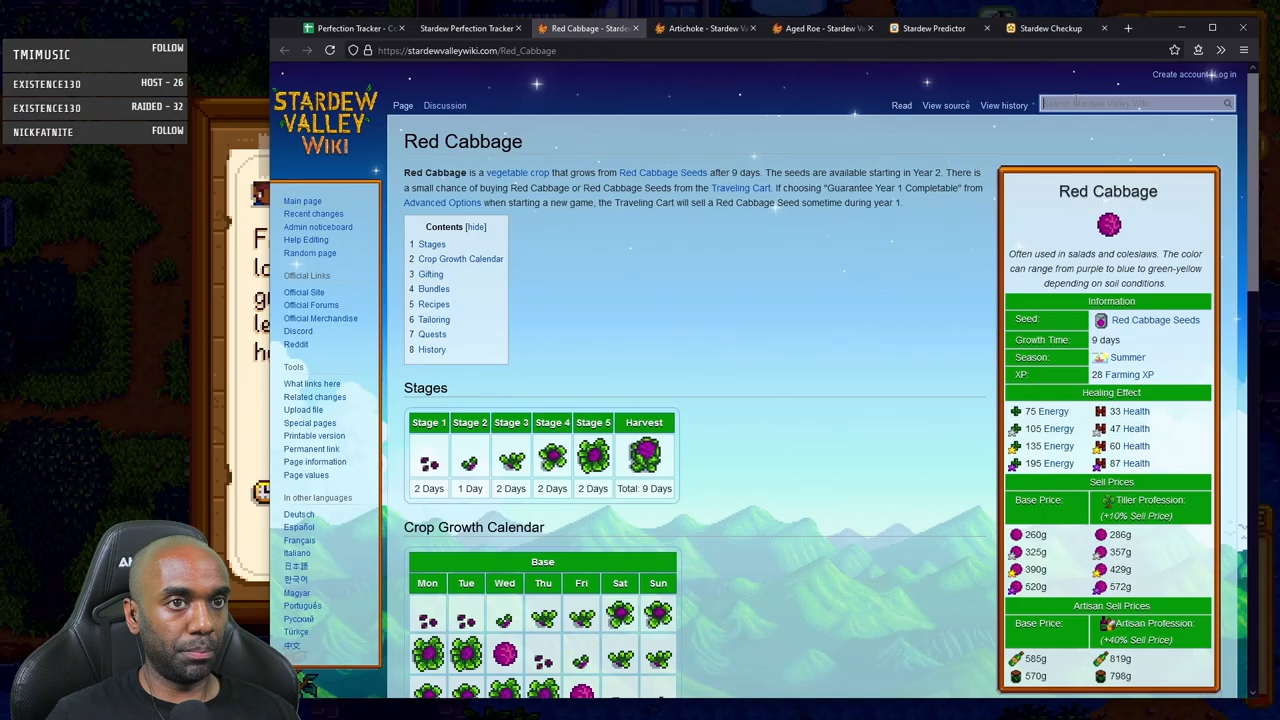 TMIMUSIC FOLLOW
EXISTENCE130 HOST – 26
EXISTENCE130 RAIDED – 32
NICKFATNITE FOLLOW
Perfection Tracker - C
Stardew Perfection Tracker
Red Cabbage - Stardew
Artichoke - Stardew V
Aged Roe - Stardew Va
Stardew Predictor
Stardew Checkup
https://stardewvalleywiki.com/Red_Cabbage
Create account Log in
STARDEW
VALLEY
WIKI
Page Discussion Read View source View history Search Stardew Valley Wiki
Main page
Recent changes
Admin noticeboard
Help Editing
Random page
Official Links
Official Site
Official Forums
Official Merchandise
Discord
Reddit
Tools
What links here
Related changes
Upload file
Special pages
Printable version
Permanent link
Page information
Page values
In other languages
Deutsch
Español
Français
Italiano
日本語
한국어
Magyar
Português
Русский
Türkçe
中文
Red Cabbage
Red Cabbage is a vegetable crop that grows from Red Cabbage Seeds after 9 days. The seeds are available starting in Year 2. There is
a small chance of buying Red Cabbage or Red Cabbage Seeds from the Traveling Cart. If choosing "Guarantee Year 1 Completable" from
Advanced Options when starting a new game, the Traveling Cart will sell a Red Cabbage Seed sometime during year 1.
Contents [hide]
1 Stages
2 Crop Growth Calendar
3 Gifting
4 Bundles
5 Recipes
6 Tailoring
7 Quests
8 History
Stages
Stage 1 Stage 2 Stage 3 Stage 4 Stage 5 Harvest
2 Days 1 Day 2 Days 2 Days 2 Days Total: 9 Days
Crop Growth Calendar
Base
Mon Tue Wed Thu Fri Sat Sun
Red Cabbage
Often used in salads and coleslaws. The color
can range from purple to blue to green-yellow
depending on soil conditions.
Information
Seed: Red Cabbage Seeds
Growth Time: 9 days
Season: Summer
XP: 28 Farming XP
Healing Effect
75 Energy 33 Health
105 Energy 47 Health
135 Energy 60 Health
195 Energy 87 Health
Sell Prices
Base Price: Tiller Profession:
(+10% Sell Price)
260g 286g
325g 357g
390g 429g
520g 572g
Artisan Sell Prices
Base Price: Artisan Profession:
(+40% Sell Price)
585g 819g
570g 798g